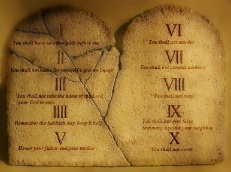 I
You shall have no other gods before me
II
You shall not make for yourself a graven image
III
You shall not take the name of the Lord
your God in vain
IIII
Remember the Sabbath day, keep it holy
V
Honor your father and your mother
VI
You shall not murder
VII
You shall not commit adultery
VIII
You shall not steal
IX
You shall not bear false
testimony against your neighbor
X
You shall not covet